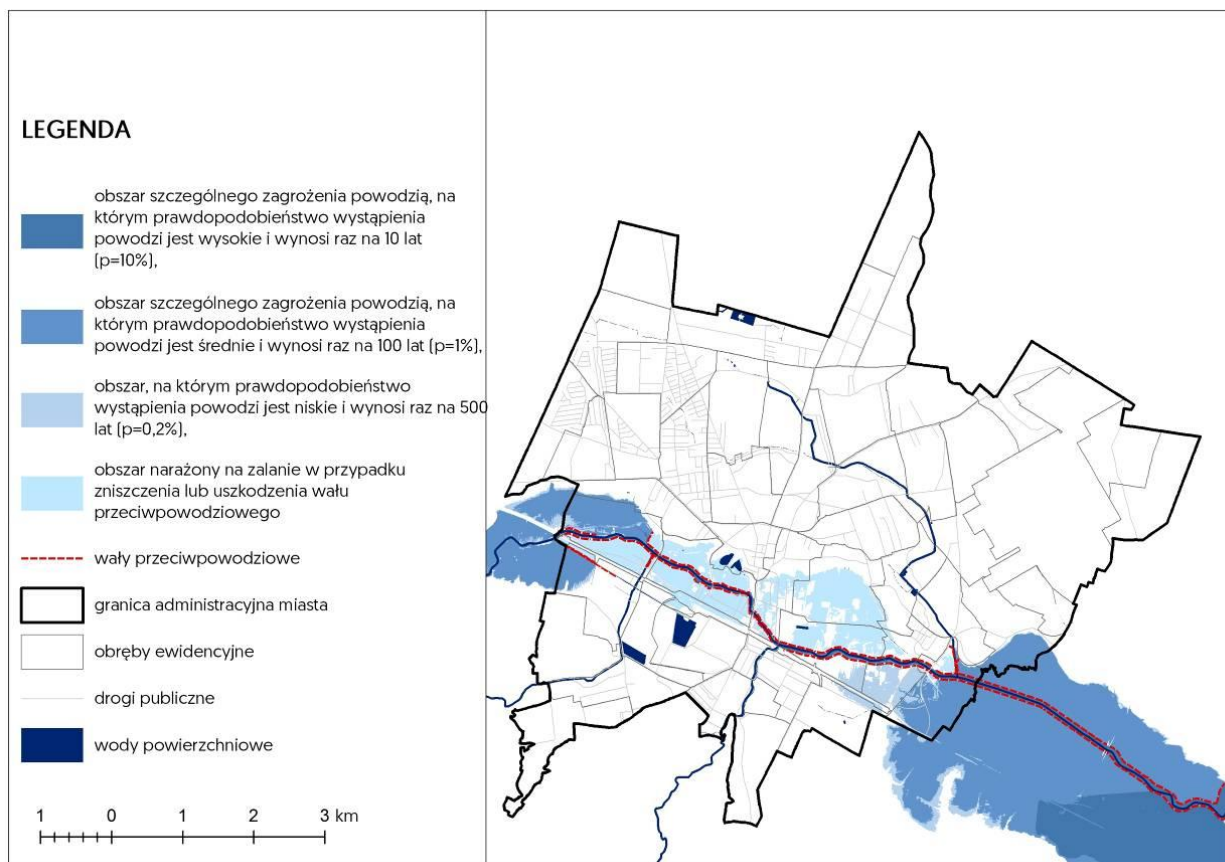 LEGENDA
obszar szczególnego zagrożenia powodzią, na
którym prawdopodobieństwo wystąpienia
powodzi jest wysokie i wynosi raz na 10 lat
(p=10%),
obszar szczególnego zagrożenia powodzią, na
którym prawdopodobieństwo wystąpienia
powodzi jest średnie i wynosi raz na 100 lat (p=1%),
obszar, na którym prawdopodobieństwo
wystąpienia powodzi jest niskie i wynosi raz na 500
lat (p=0,2%),
obszar narażony na zalanie w przypadku
zniszczenia lub uszkodzenia wału
przeciwpowodziowego
wały przeciwpowodziowe
granica administracyjna miasta
obręby ewidencyjne
drogi publiczne
wody powierzchniowe
1 0 1 2 3 km